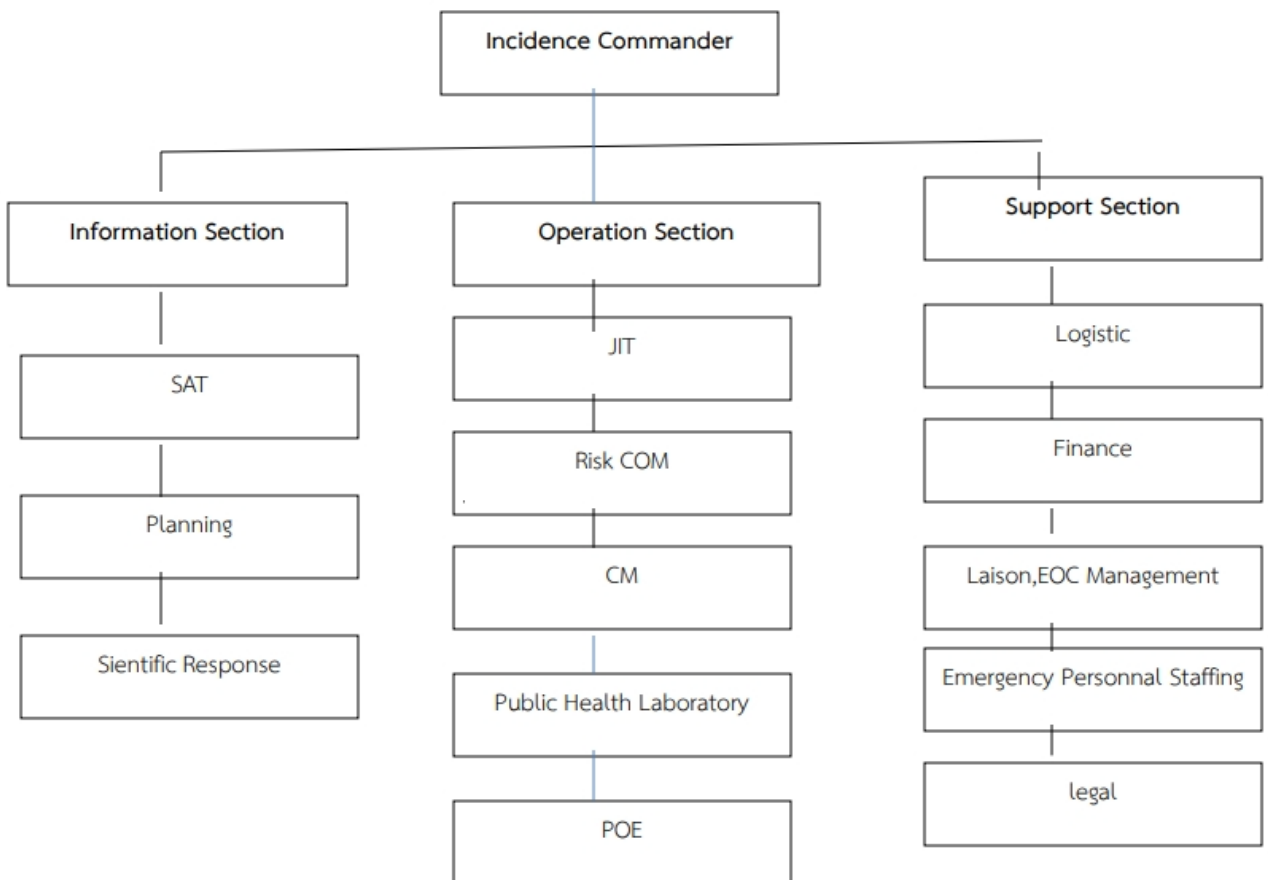 Incidence Commander
Information Section
SAT
Planning
Sientific Response
Operation Section
JIT
Risk COM
CM
Public Health Laboratory
POE
Support Section
Logistic
Finance
Laison,EOC Management
Emergency Personnal Staffing
legal